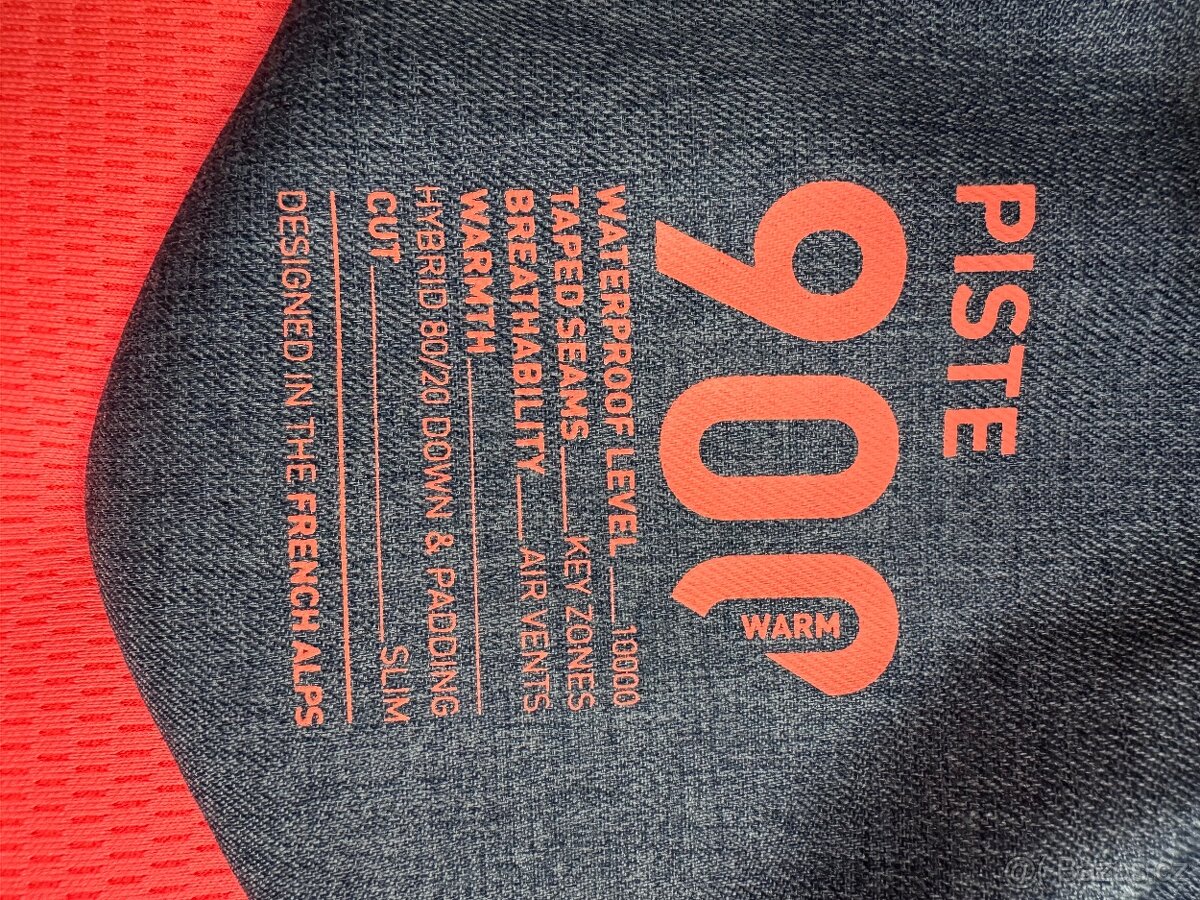 PISTE
900
WARM
WATERPROOF LEVEL 10000
TAPED SEAMS KEY ZONES
BREATHABILITY AIR VENTS
WARMTH
HYBRID 80/20 DOWN & PADDING
CUT SLIM
DESIGNED IN THE FRENCH ALPS